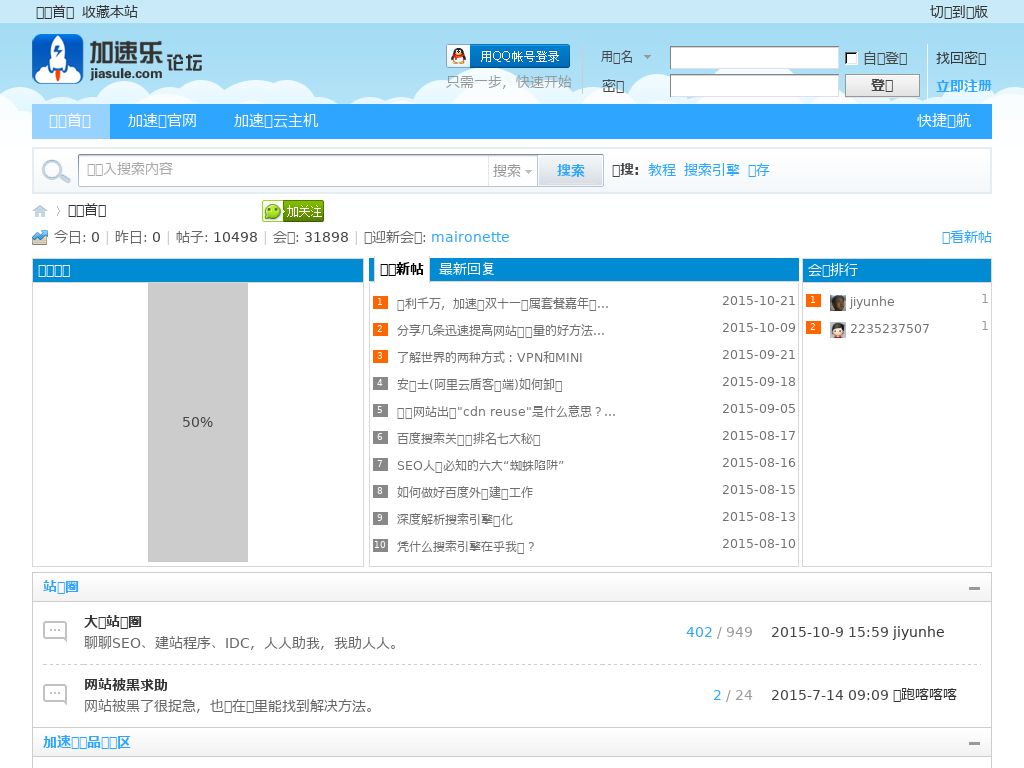 首 收藏本站
切 到 版
加速乐论坛
jiasule.com
用QQ帐号登录
只需一步，快速开始
用 名
自 登
找回密
密
登
立即注册
首
加速 官网
加速 云主机
快捷 航
入搜索内容
搜索
搜索
搜: 教程 搜索引擎 存
首
加关注
今日: 0 | 昨日: 0 | 帖子: 10498 | 会 : 31898 | 迎新会 : maironette
看新帖
新帖 最新回复
会 排行
50%
1 利千万，加速 双十一 属套餐嘉年 ... 2015-10-21
2 分享几条迅速提高网站 量的好方法... 2015-10-09
3 了解世界的两种方式：VPN和MINI 2015-09-21
4 安 士(阿里云盾客 端)如何卸 2015-09-18
5 网站出 "cdn reuse"是什么意思？... 2015-09-05
6 百度搜索关 排名七大秘 2015-08-17
7 SEO人 必知的六大“蜘蛛陷阱” 2015-08-16
8 如何做好百度外 建 工作 2015-08-15
9 深度解析搜索引擎 化 2015-08-13
10 凭什么搜索引擎在乎我 ？ 2015-08-10
1 jiyunhe 1
2 2235237507 1
站 圈
大 站 圈
聊聊SEO、建站程序、IDC，人人助我，我助人人。
402 / 949
2015-10-9 15:59 jiyunhe
网站被黑求助
网站被黑了很捉急，也 在 里能找到解决方法。
2 / 24
2015-7-14 09:09 跑喀喀喀
加速 品 区